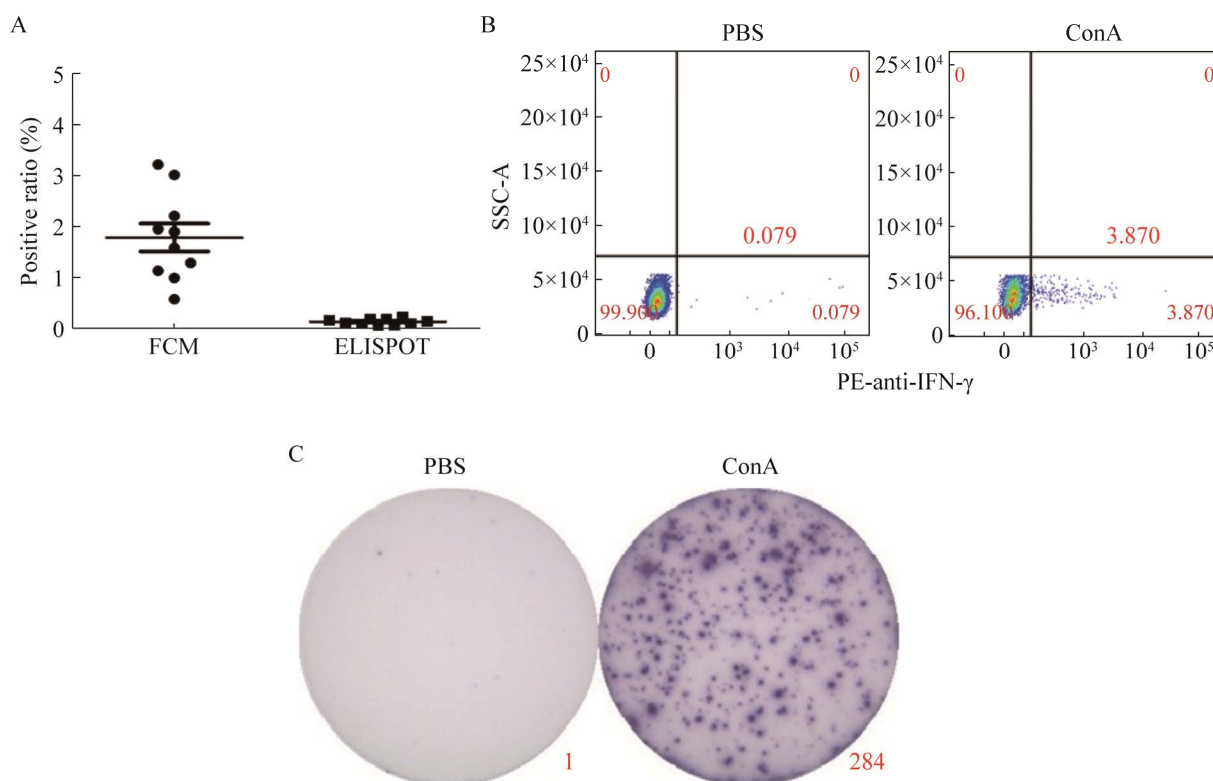 A
Positive ratio (%)
5
4
3
2
1
0
FCM ELISPOT
B
PBS ConA
SSC-A
25×10⁴
20×10⁴
15×10⁴
10×10⁴
5×10⁴
0
0 0
0.079
99.900 0.079
0 10³ 10⁴ 10⁵
25×10⁴
20×10⁴
15×10⁴
10×10⁴
5×10⁴
0
0 0
3.870
96.100 3.870
0 10³ 10⁴ 10⁵
PE-anti-IFN-γ
C
PBS ConA
1 284